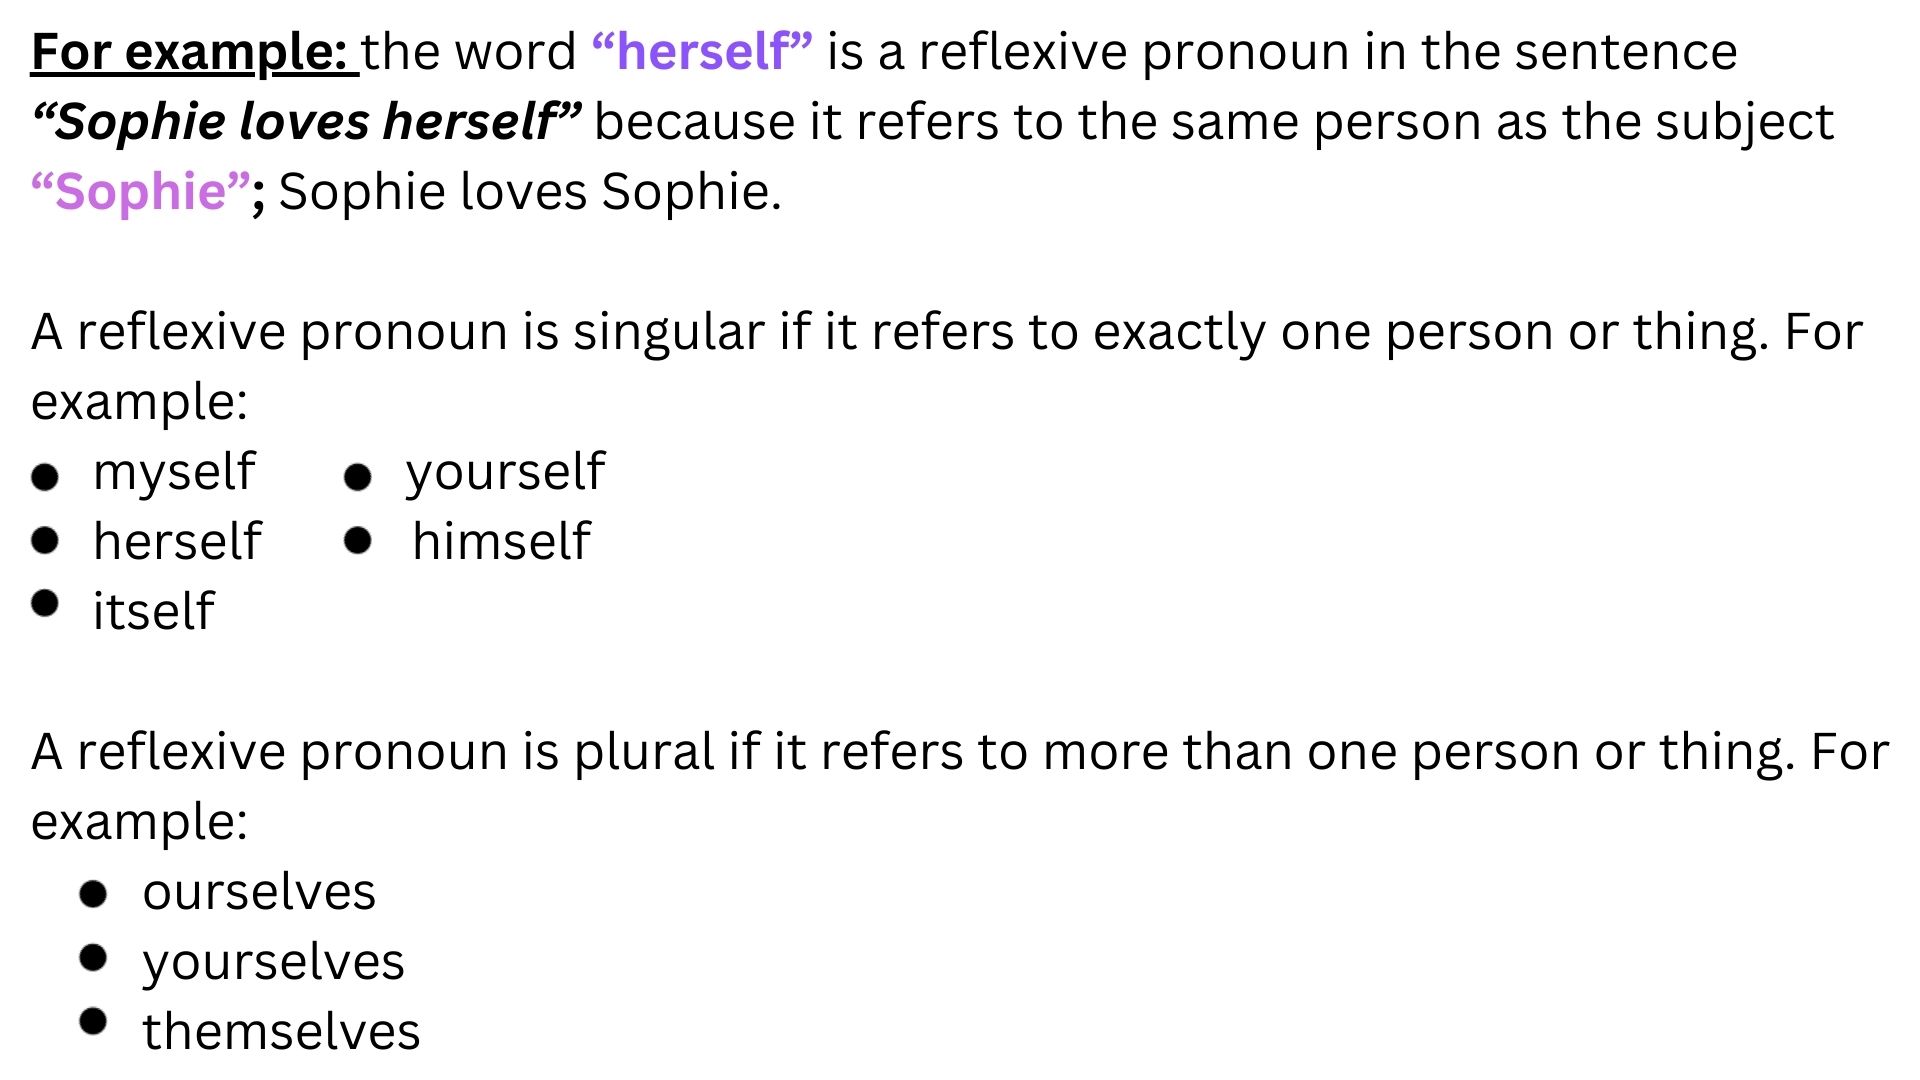 For example: the word “herself” is a reflexive pronoun in the sentence
“Sophie loves herself” because it refers to the same person as the subject
“Sophie”; Sophie loves Sophie.
A reflexive pronoun is singular if it refers to exactly one person or thing. For
example:
● myself ● yourself
● herself ● himself
● itself
A reflexive pronoun is plural if it refers to more than one person or thing. For
example:
● ourselves
● yourselves
● themselves